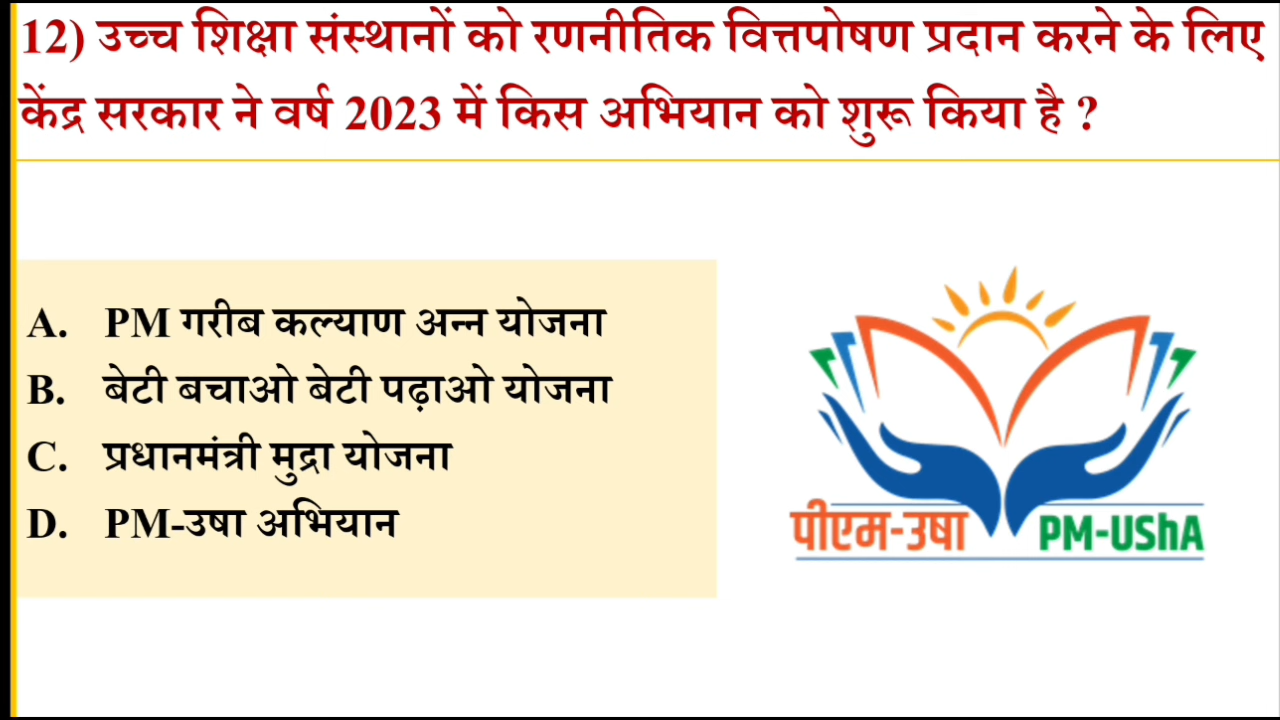 12) उच्च शिक्षा संस्थानों को रणनीतिक वित्तपोषण प्रदान करने के लिए
केंद्र सरकार ने वर्ष 2023 में किस अभियान को शुरू किया है ?
A. PM गरीब कल्याण अन्न योजना
B. बेटी बचाओ बेटी पढ़ाओ योजना
C. प्रधानमंत्री मुद्रा योजना
D. PM-उषा अभियान
पीएम-उषा PM-UShA